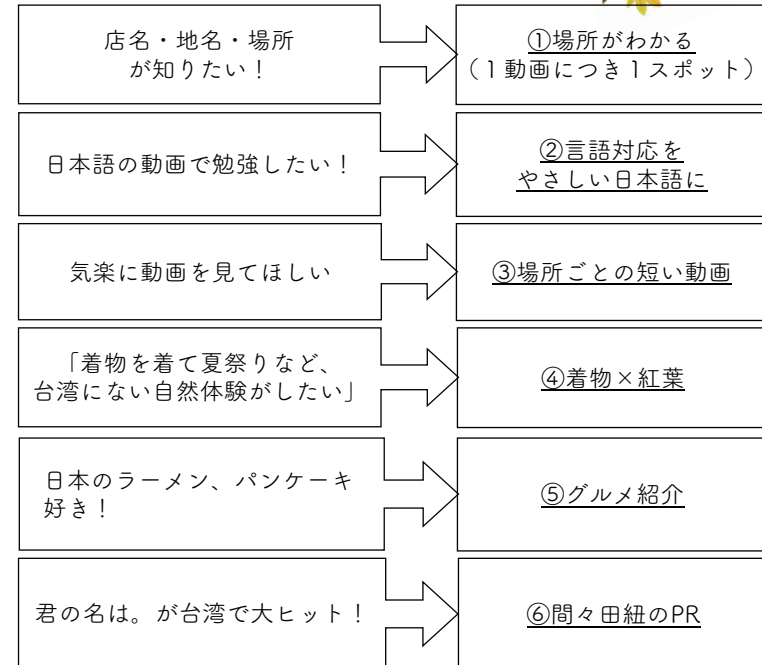 店名・地名・場所
が知りたい！
①場所がわかる
（１動画につき１スポット）
日本語の動画で勉強したい！
②言語対応を
やさしい日本語に
気楽に動画を見てほしい
③場所ごとの短い動画
「着物を着て夏祭りなど、
台湾にない自然体験がしたい」
④着物×紅葉
日本のラーメン、パンケーキ
好き！
⑤グルメ紹介
君の名は。が台湾で大ヒット！
⑥間々田紐のPR